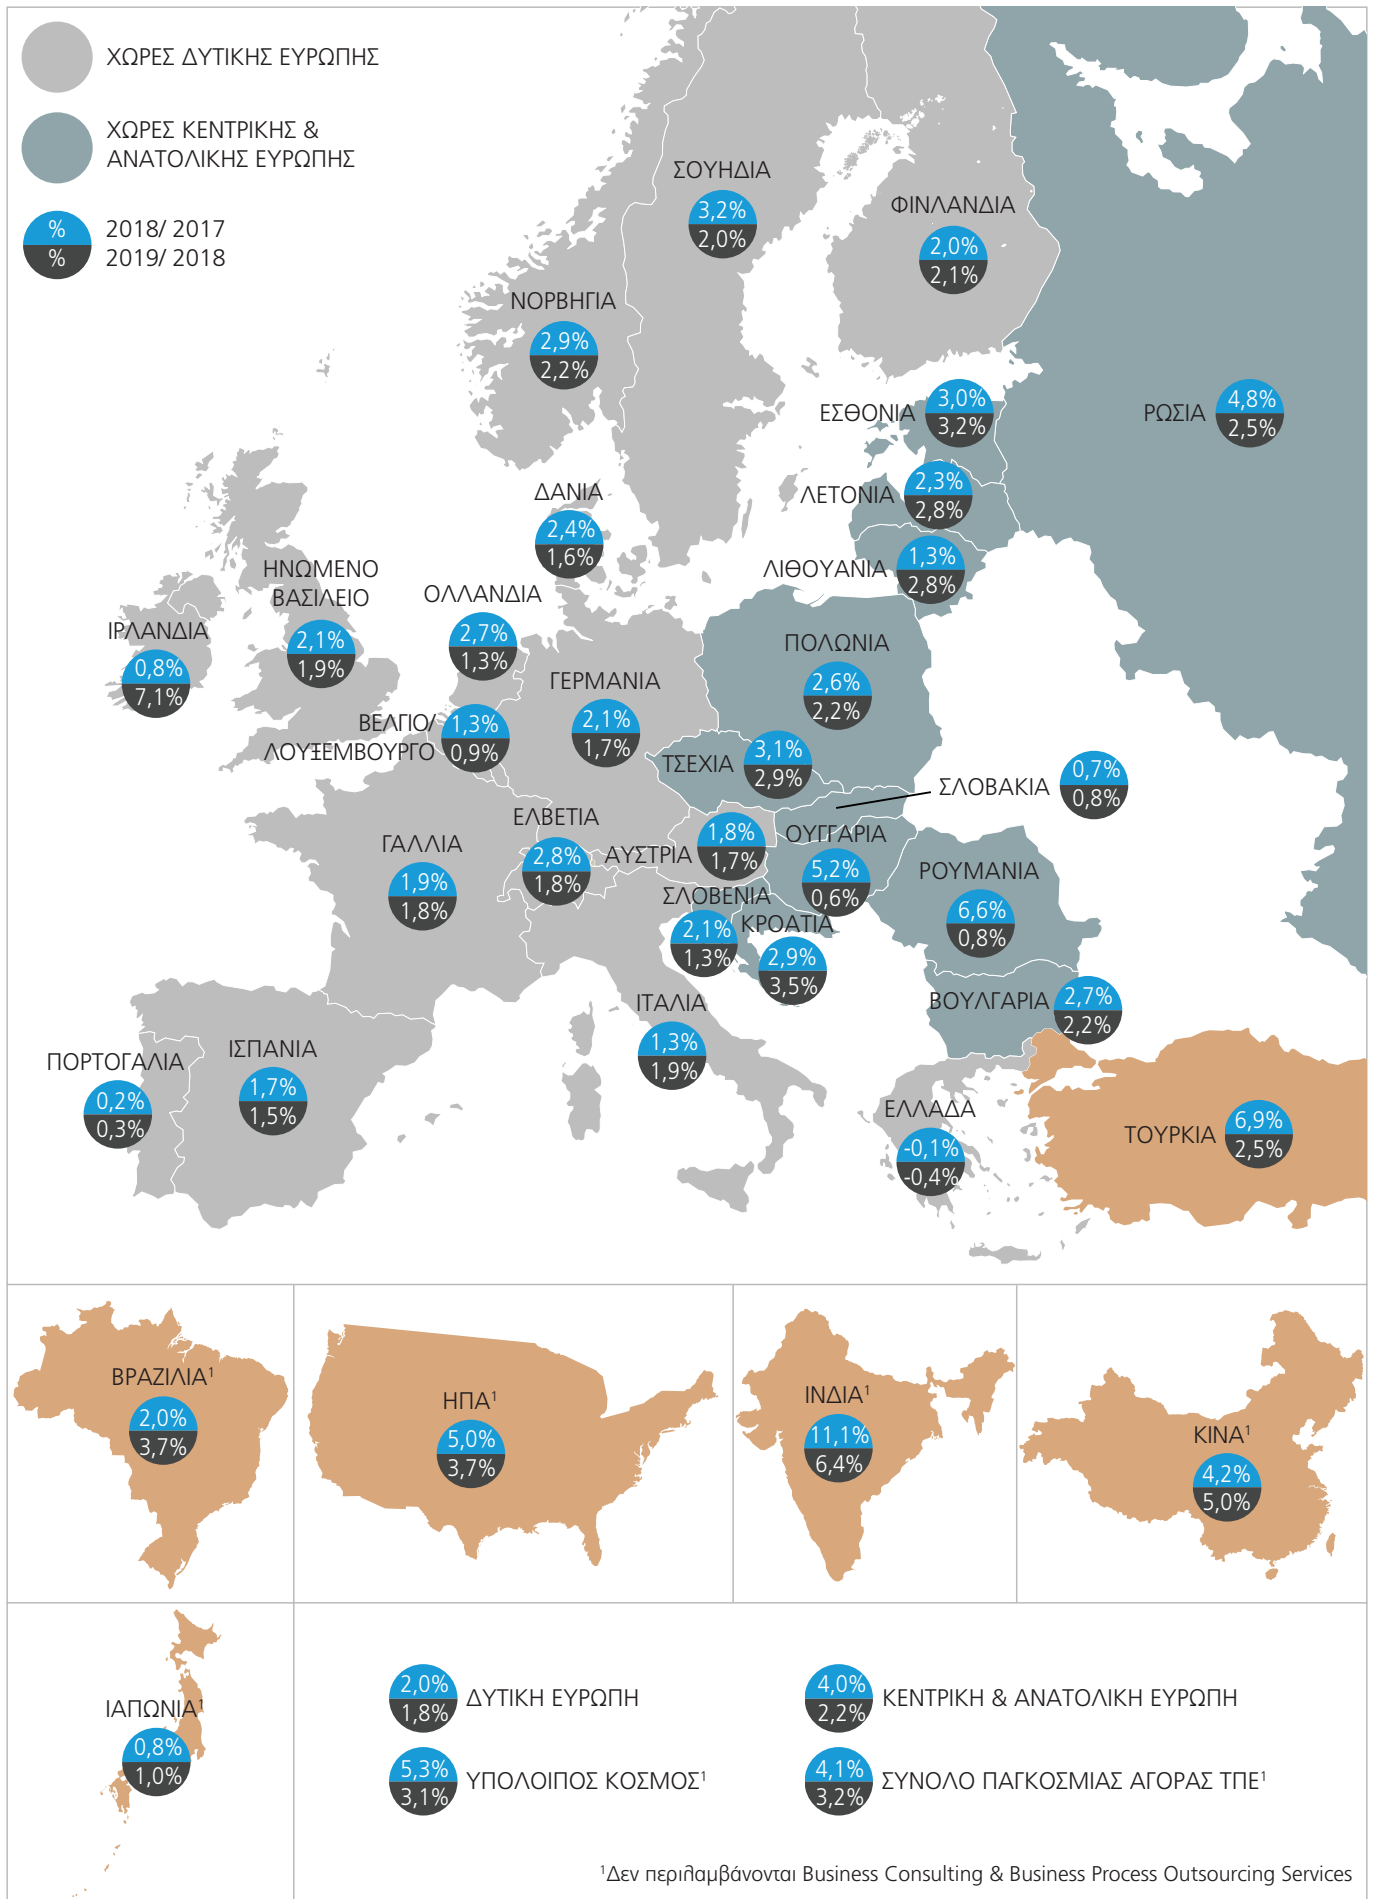 ΧΩΡΕΣ ΔΥΤΙΚΗΣ ΕΥΡΩΠΗΣ
ΧΩΡΕΣ ΚΕΝΤΡΙΚΗΣ &
ΑΝΑΤΟΛΙΚΗΣ ΕΥΡΩΠΗΣ
% 2018/ 2017
% 2019/ 2018
ΣΟΥΗΔΙΑ
3,2%
2,0%
ΦΙΝΛΑΝΔΙΑ
2,0%
2,1%
ΝΟΡΒΗΓΙΑ
2,9%
2,2%
ΕΣΘΟΝΙΑ
3,0%
3,2%
ΡΩΣΙΑ
4,8%
2,5%
ΛΕΤΟΝΙΑ
2,3%
2,8%
ΔΑΝΙΑ
2,4%
1,6%
ΛΙΘΟΥΑΝΙΑ
1,3%
2,8%
ΗΝΩΜΕΝΟ
ΒΑΣΙΛΕΙΟ
2,1%
1,9%
ΟΛΛΑΝΔΙΑ
2,7%
1,3%
ΙΡΛΑΝΔΙΑ
0,8%
7,1%
ΠΟΛΩΝΙΑ
2,6%
2,2%
ΓΕΡΜΑΝΙΑ
2,1%
1,7%
ΒΕΛΓΙΟ/
ΛΟΥΞΕΜΒΟΥΡΓΟ
1,3%
0,9%
ΤΣΕΧΙΑ
3,1%
2,9%
ΣΛΟΒΑΚΙΑ
0,7%
0,8%
ΕΛΒΕΤΙΑ
2,8%
1,8%
ΑΥΣΤΡΙΑ
1,8%
1,7%
ΟΥΓΓΑΡΙΑ
5,2%
0,6%
ΓΑΛΛΙΑ
1,9%
1,8%
ΡΟΥΜΑΝΙΑ
6,6%
0,8%
ΣΛΟΒΕΝΙΑ
2,1%
1,3%
ΚΡΟΑΤΙΑ
2,9%
3,5%
ΒΟΥΛΓΑΡΙΑ
2,7%
2,2%
ΙΤΑΛΙΑ
1,3%
1,9%
ΠΟΡΤΟΓΑΛΙΑ
0,2%
0,3%
ΙΣΠΑΝΙΑ
1,7%
1,5%
ΕΛΛΑΔΑ
-0,1%
-0,4%
ΤΟΥΡΚΙΑ
6,9%
2,5%
ΒΡΑΖΙΛΙΑ¹
2,0%
3,7%
ΗΠΑ¹
5,0%
3,7%
ΙΝΔΙΑ¹
11,1%
6,4%
ΚΙΝΑ¹
4,2%
5,0%
ΙΑΠΩΝΙΑ¹
0,8%
1,0%
2,0%
1,8%
ΔΥΤΙΚΗ ΕΥΡΩΠΗ
4,0%
2,2%
ΚΕΝΤΡΙΚΗ & ΑΝΑΤΟΛΙΚΗ ΕΥΡΩΠΗ
5,3%
3,1%
ΥΠΟΛΟΙΠΟΣ ΚΟΣΜΟΣ¹
4,1%
3,2%
ΣΥΝΟΛΟ ΠΑΓΚΟΣΜΙΑΣ ΑΓΟΡΑΣ ΤΠΕ¹
¹Δεν περιλαμβάνονται Business Consulting & Business Process Outsourcing Services